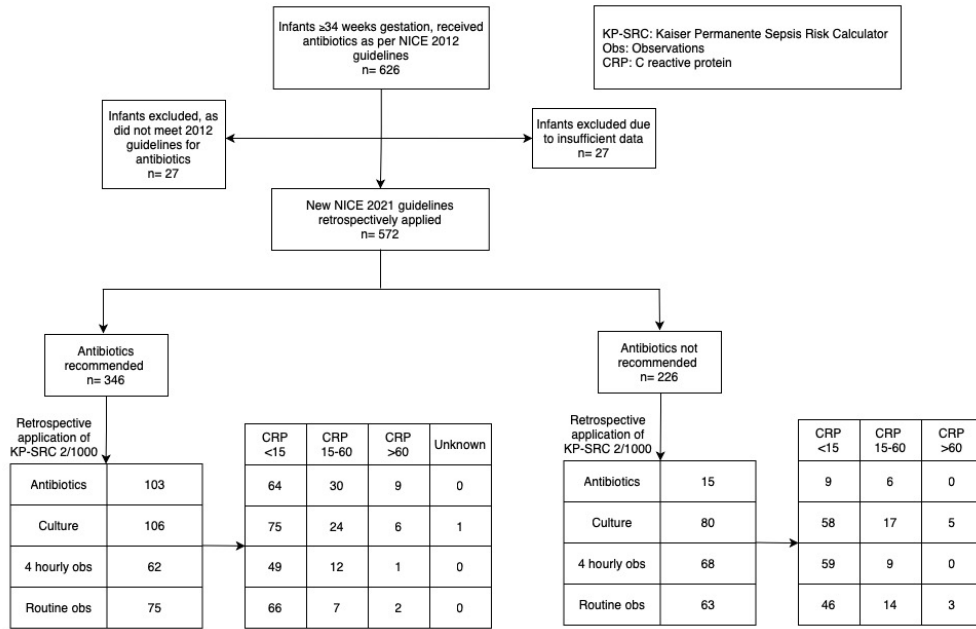 Infants ≥34 weeks gestation, received
antibiotics as per NICE 2012
guidelines
n= 626
KP-SRC: Kaiser Permanente Sepsis Risk Calculator
Obs: Observations
CRP: C reactive protein
Infants excluded, as
did not meet 2012
guidelines for
antibiotics
n= 27
Infants excluded due
to insufficient data
n= 27
New NICE 2021 guidelines
retrospectively applied
n= 572
Antibiotics
recommended
n= 346
Antibiotics not
recommended
n= 226
Retrospective
application of
KP-SRC 2/1000
CRP <15 CRP 15-60 CRP >60 Unknown
Antibiotics 103 64 30 9 0
Culture 106 75 24 6 1
4 hourly obs 62 49 12 1 0
Routine obs 75 66 7 2 0
Retrospective
application of
KP-SRC 2/1000
CRP <15 CRP 15-60 CRP >60
Antibiotics 15 9 6 0
Culture 80 58 17 5
4 hourly obs 68 59 9 0
Routine obs 63 46 14 3